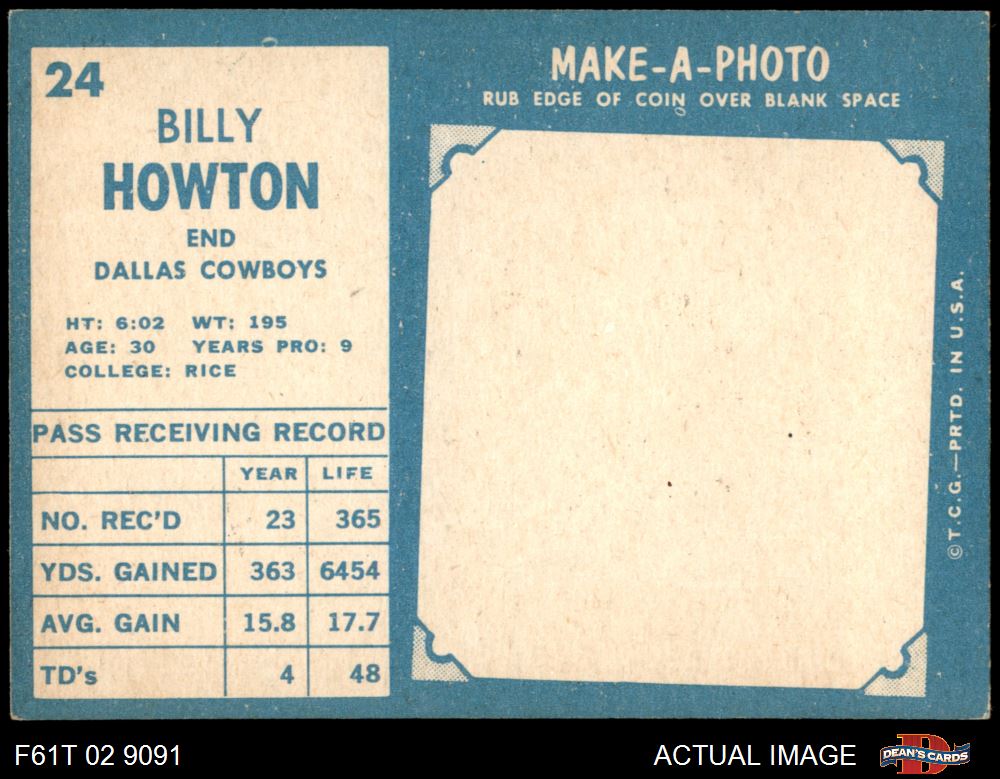 24
BILLY
HOWTON
END
DALLAS COWBOYS
HT: 6:02 WT: 195
AGE: 30 YEARS PRO: 9
COLLEGE: RICE
PASS RECEIVING RECORD
YEAR LIFE
NO. REC'D 23 365
YDS. GAINED 363 6454
AVG. GAIN 15.8 17.7
TD's 4 48
MAKE-A-PHOTO
RUB EDGE OF COIN OVER BLANK SPACE
©T.C.G.—PRTD. IN U.S.A.
F61T 02 9091
ACTUAL IMAGE
D
DEAN'S CARDS